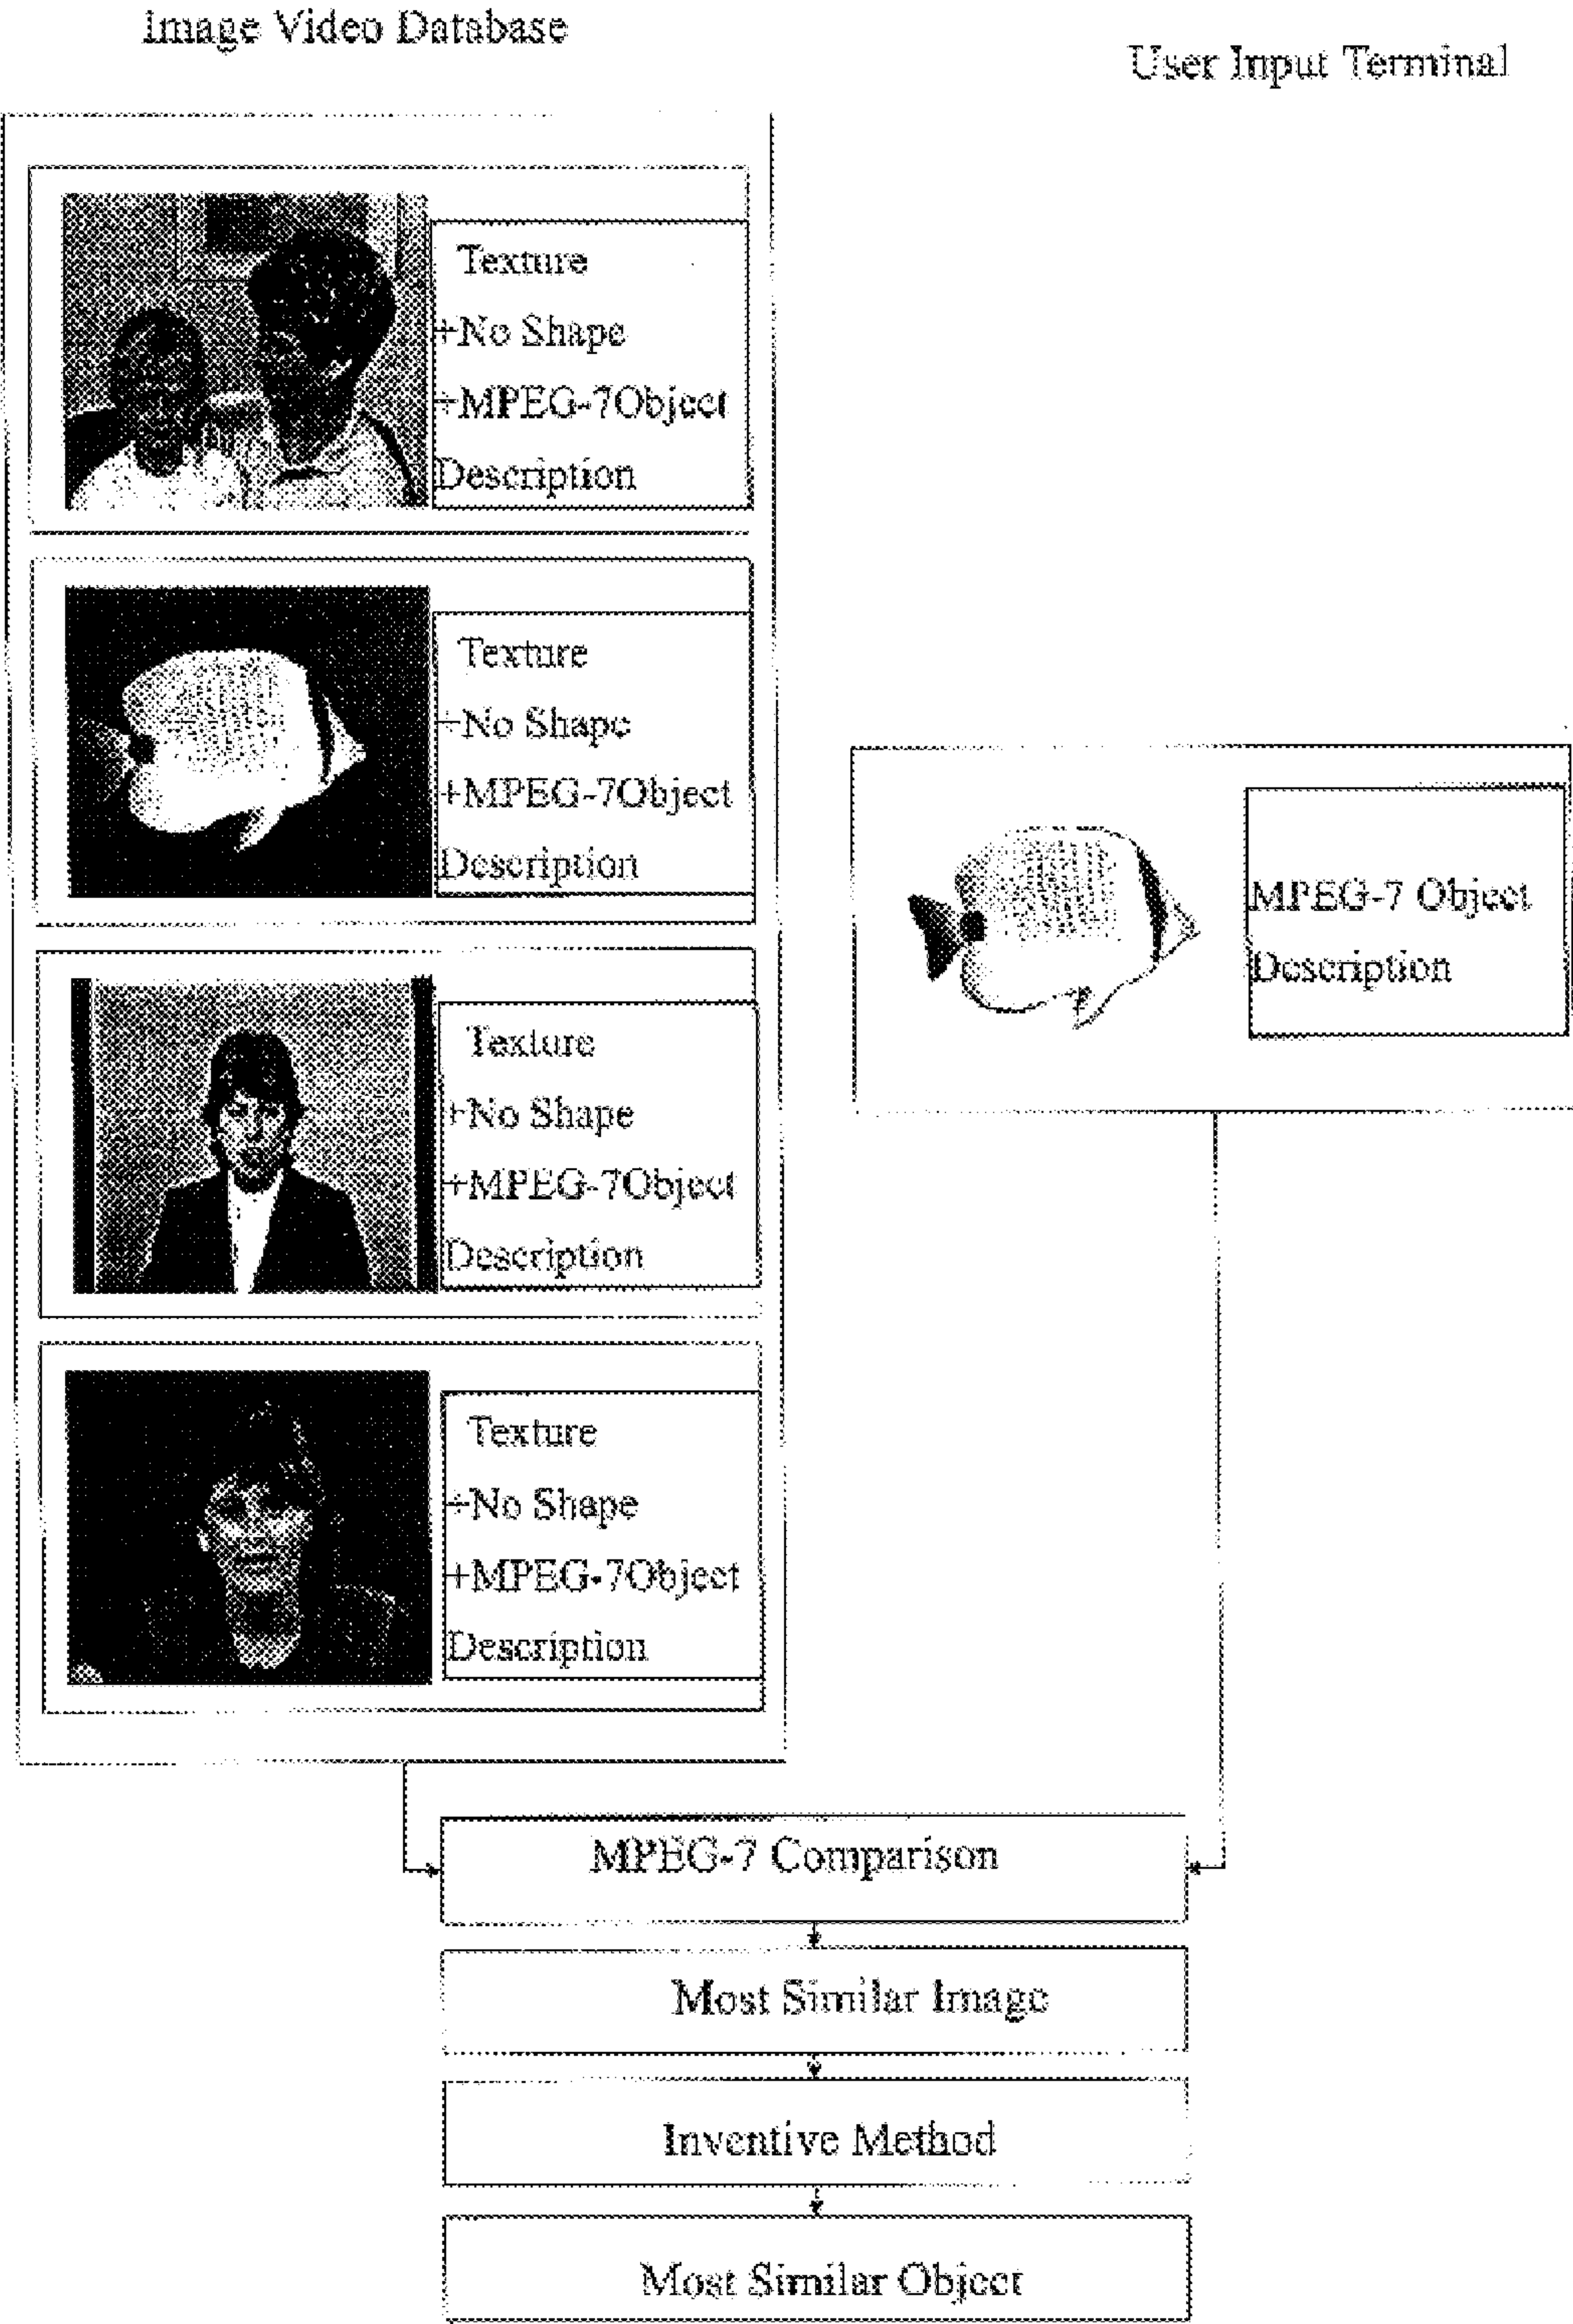 Image Video Database
User Input Terminal
Texture
+No Shape
+MPEG-7Object
Description
Texture
+No Shape
+MPEG-7Object
Description
Texture
+No Shape
+MPEG-7Object
Description
Texture
+No Shape
+MPEG-7Object
Description
MPEG-7 Object
Description
MPEG-7 Comparison
Most Similar Image
Inventive Method
Most Similar Object